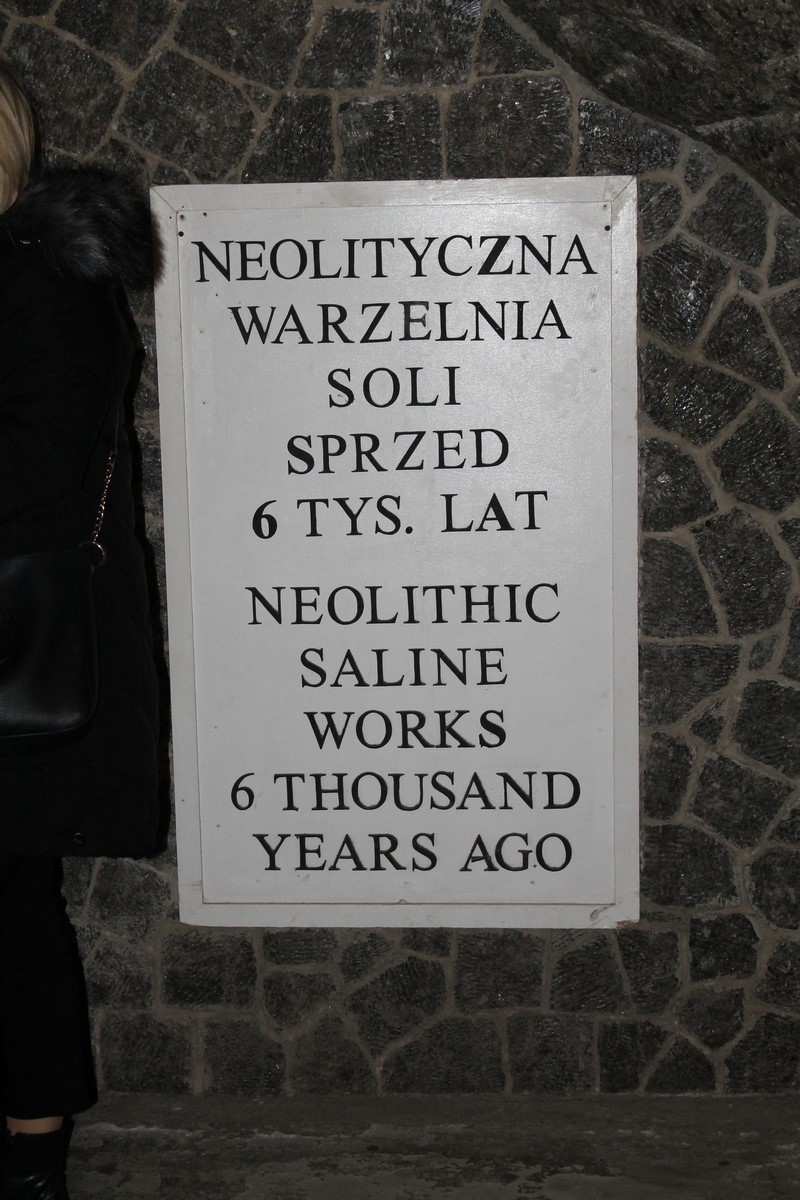 NEOLITYCZNA
WARZELNIA
SOLI
SPRZED
6 TYS. LAT
NEOLITHIC
SALINE
WORKS
6 THOUSAND
YEARS AGO